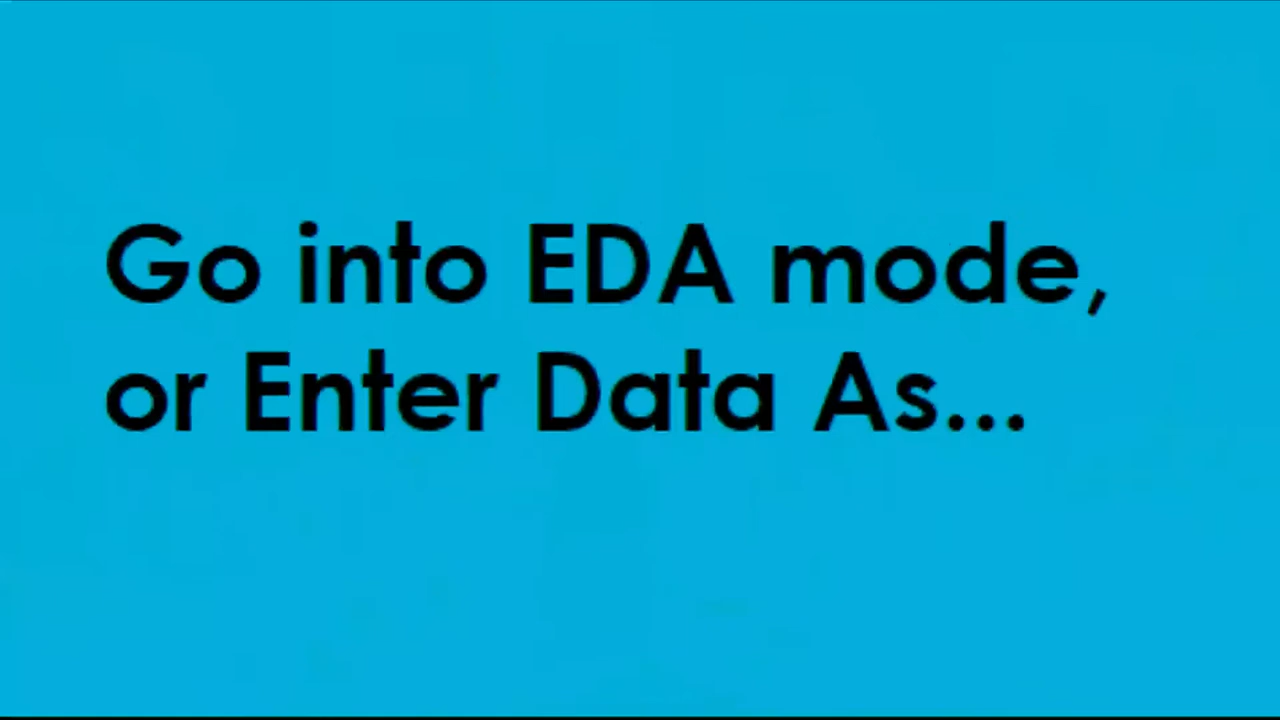 Go into EDA mode,
or Enter Data As...